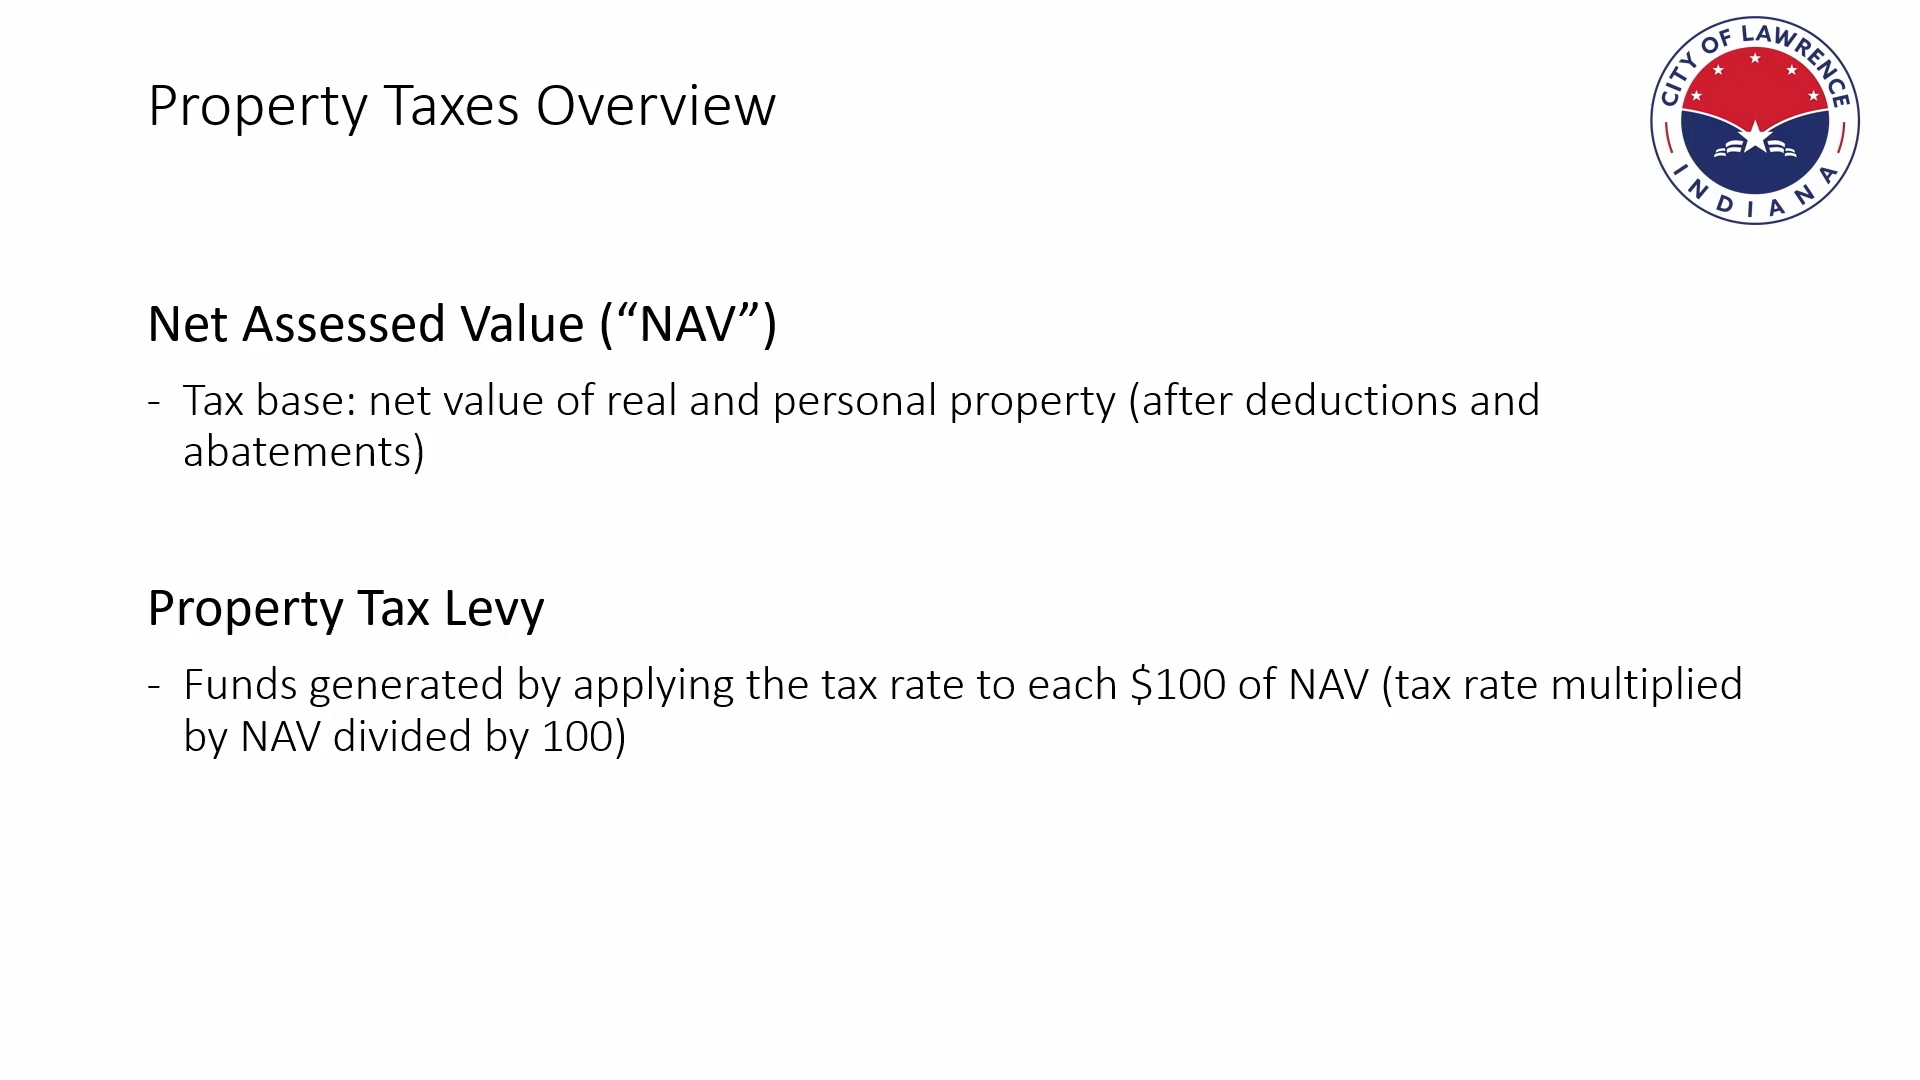 Property Taxes Overview
CITY OF LAWRENCE
INDIANA
Net Assessed Value (“NAV”)
- Tax base: net value of real and personal property (after deductions and
abatements)
Property Tax Levy
- Funds generated by applying the tax rate to each $100 of NAV (tax rate multiplied
by NAV divided by 100)